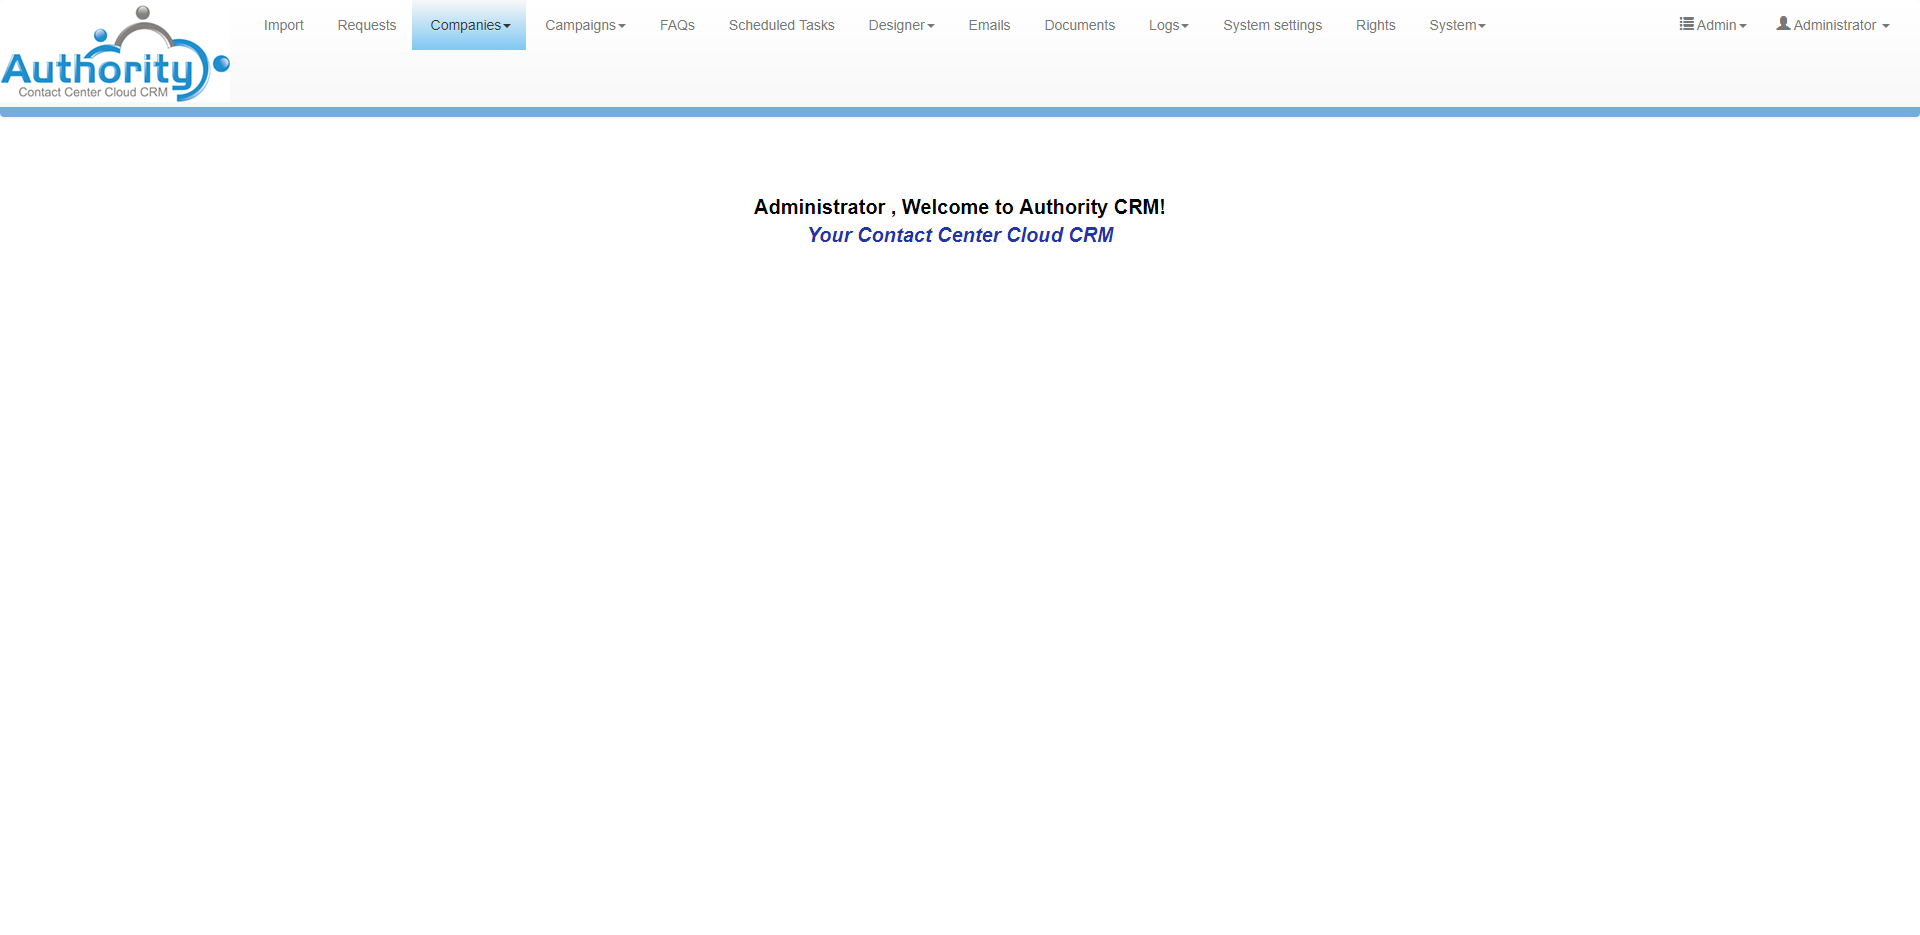 Authority
Contact Center Cloud CRM
Import Requests Companies Campaigns FAQs Scheduled Tasks Designer Emails Documents Logs System settings Rights System Admin Administrator
Administrator , Welcome to Authority CRM!
Your Contact Center Cloud CRM